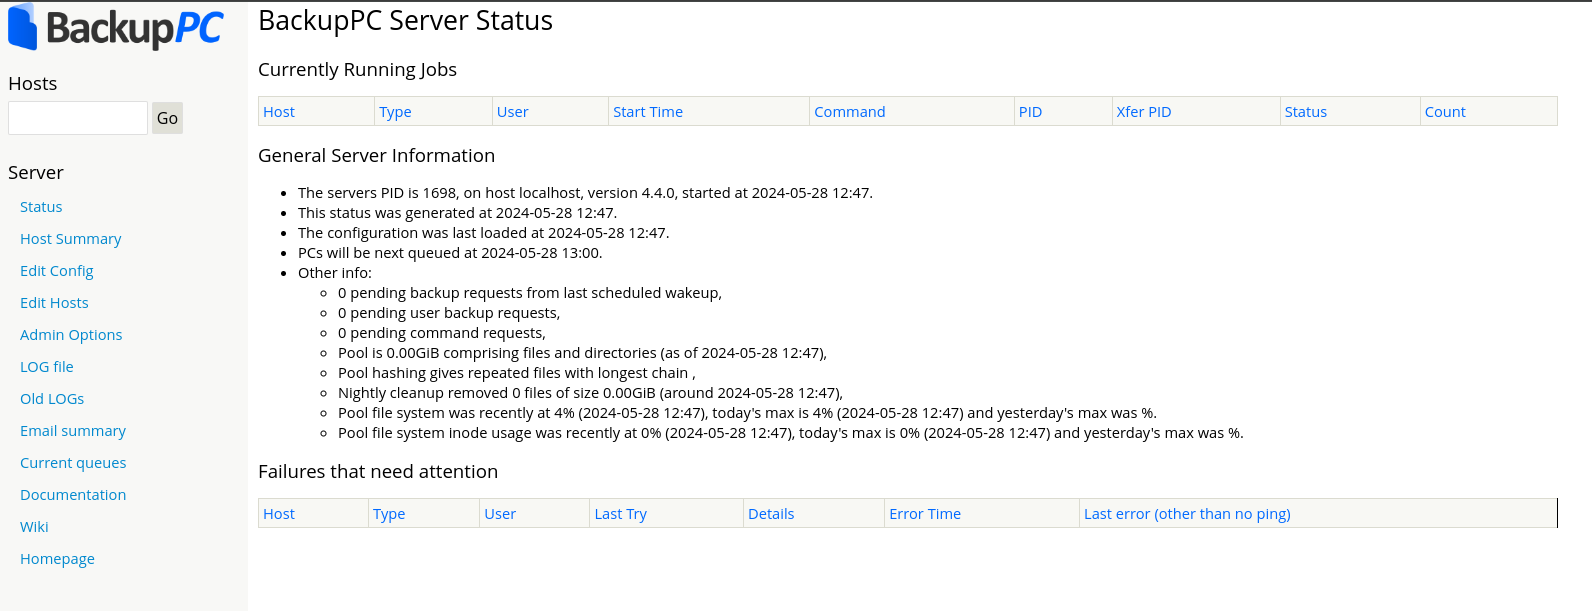 BackupPC
Hosts
Go
Server
Status
Host Summary
Edit Config
Edit Hosts
Admin Options
LOG file
Old LOGs
Email summary
Current queues
Documentation
Wiki
Homepage
BackupPC Server Status
Currently Running Jobs
Host Type User Start Time Command PID Xfer PID Status Count
General Server Information
The servers PID is 1698, on host localhost, version 4.4.0, started at 2024-05-28 12:47.
This status was generated at 2024-05-28 12:47.
The configuration was last loaded at 2024-05-28 12:47.
PCs will be next queued at 2024-05-28 13:00.
Other info:
0 pending backup requests from last scheduled wakeup,
0 pending user backup requests,
0 pending command requests,
Pool is 0.00GiB comprising files and directories (as of 2024-05-28 12:47),
Pool hashing gives repeated files with longest chain ,
Nightly cleanup removed 0 files of size 0.00GiB (around 2024-05-28 12:47),
Pool file system was recently at 4% (2024-05-28 12:47), today's max is 4% (2024-05-28 12:47) and yesterday's max was %.
Pool file system inode usage was recently at 0% (2024-05-28 12:47), today's max is 0% (2024-05-28 12:47) and yesterday's max was %.
Failures that need attention
Host Type User Last Try Details Error Time Last error (other than no ping)